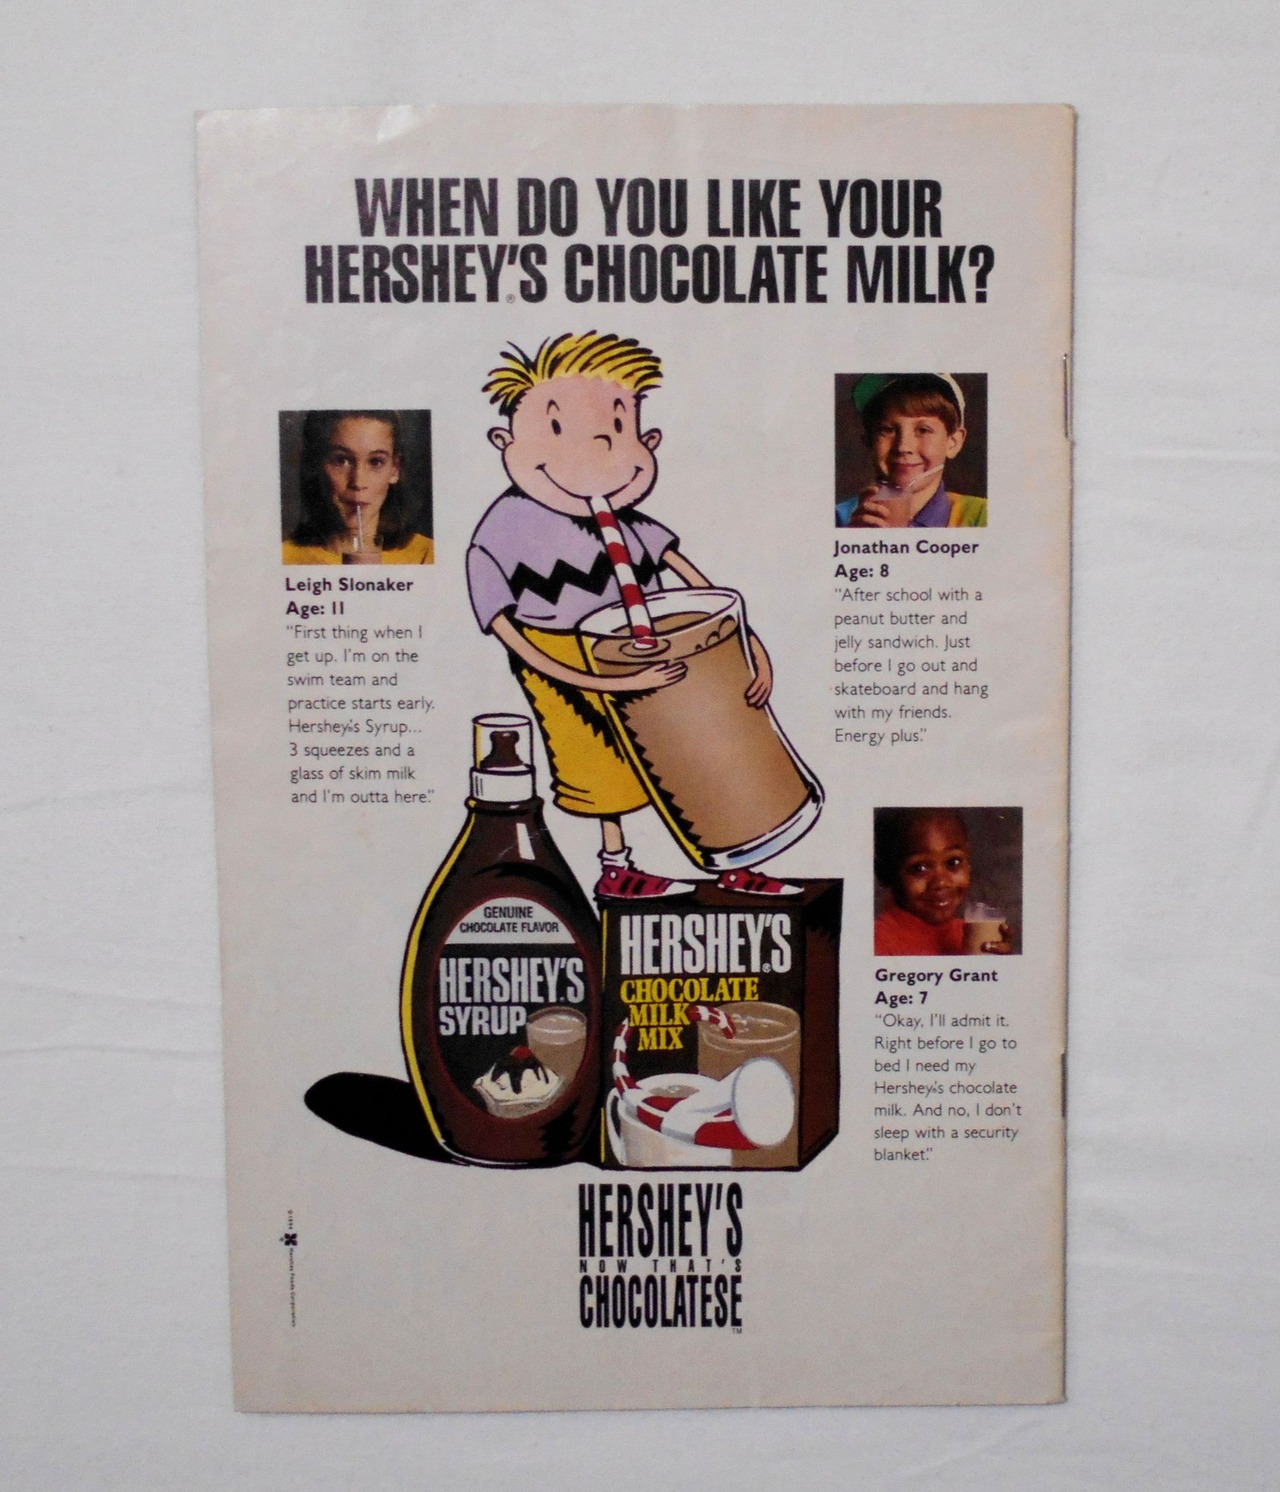 WHEN DO YOU LIKE YOUR
HERSHEY'S CHOCOLATE MILK?
Leigh Slonaker
Age: 11
"First thing when I
get up. I'm on the
swim team and
practice starts early.
Hershey's Syrup...
3 squeezes and a
glass of skim milk
and I'm outta here."
Jonathan Cooper
Age: 8
"After school with a
peanut butter and
jelly sandwich. Just
before I go out and
skateboard and hang
with my friends.
Energy plus."
Gregory Grant
Age: 7
"Okay, I'll admit it.
Right before I go to
bed I need my
Hershey's chocolate
milk. And no, I don't
sleep with a security
blanket."
GENUINE
CHOCOLATE FLAVOR
HERSHEY'S
SYRUP
HERSHEY'S
CHOCOLATE
MILK
MIX
HERSHEY'S
NOW THAT'S
CHOCOLATESE
TM
Hershey Foods Corporation